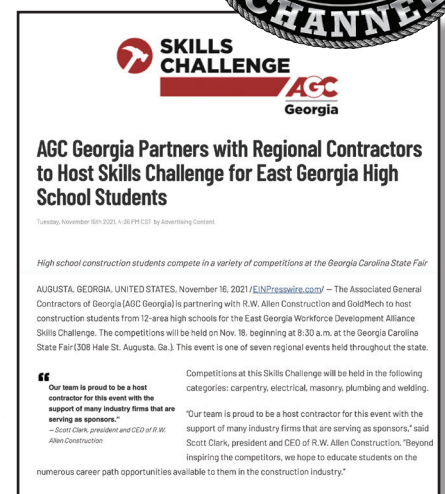 CHANNEL
SKILLS
CHALLENGE
AGC
Georgia
AGC Georgia Partners with Regional Contractors
to Host Skills Challenge for East Georgia High
School Students
Tuesday, November 16th 2021, 4:36 PM CST by Advertising Content
High school construction students compete in a variety of competitions at the Georgia Carolina State Fair
AUGUSTA, GEORGIA, UNITED STATES, November 16, 2021 /EINPresswire.com/ — The Associated General
Contractors of Georgia (AGC Georgia) is partnering with R.W. Allen Construction and GoldMech to host
construction students from 12-area high schools for the East Georgia Workforce Development Alliance
Skills Challenge. The competitions will be held on Nov. 18, beginning at 8:30 a.m. at the Georgia Carolina
State Fair (308 Hale St. Augusta, Ga.). This event is one of seven regional events held throughout the state.
“
Our team is proud to be a host
contractor for this event with the
support of many industry firms that are
serving as sponsors."
— Scott Clark, president and CEO of R.W.
Allen Construction
Competitions at this Skills Challenge will be held in the following
categories: carpentry, electrical, masonry, plumbing and welding.
"Our team is proud to be a host contractor for this event with the
support of many industry firms that are serving as sponsors," said
Scott Clark, president and CEO of R.W. Allen Construction. "Beyond
inspiring the competitors, we hope to educate students on the
numerous career path opportunities available to them in the construction industry."